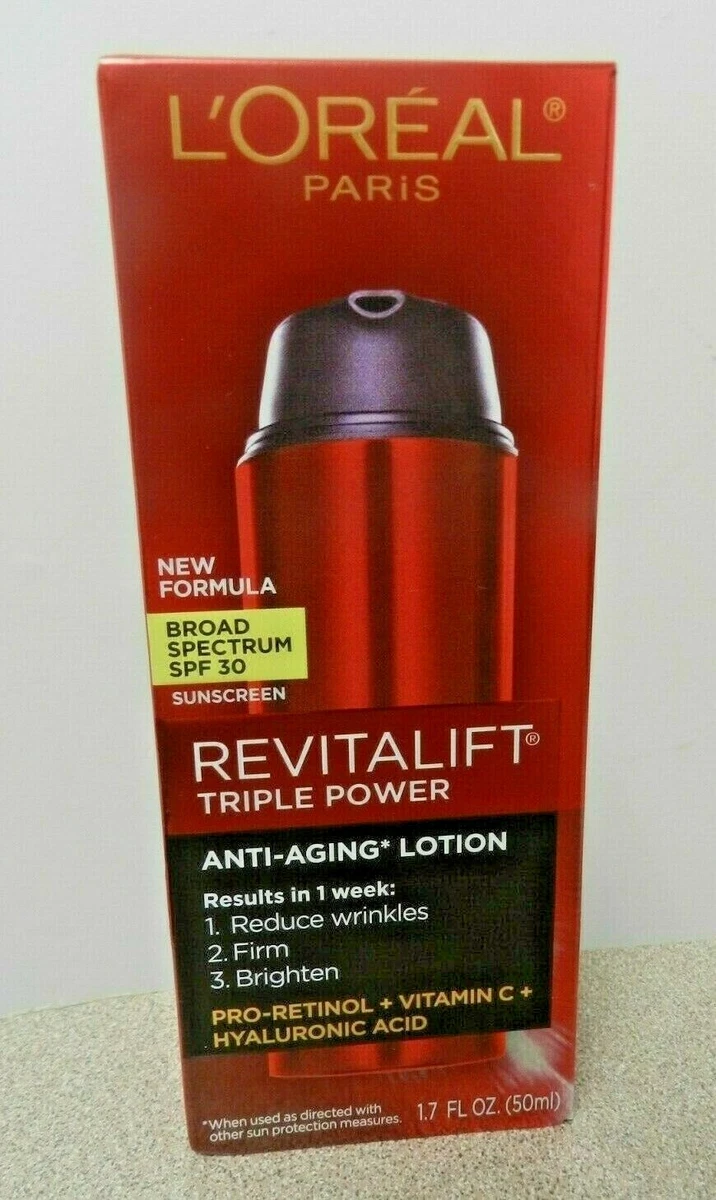 L'ORÉAL®
PARiS
NEW
FORMULA
BROAD
SPECTRUM
SPF 30
SUNSCREEN
REVITALIFT®
TRIPLE POWER
ANTI-AGING* LOTION
Results in 1 week:
1. Reduce wrinkles
2. Firm
3. Brighten
PRO-RETINOL + VITAMIN C +
HYALURONIC ACID
*When used as directed with
other sun protection measures.
1.7 FL OZ. (50ml)